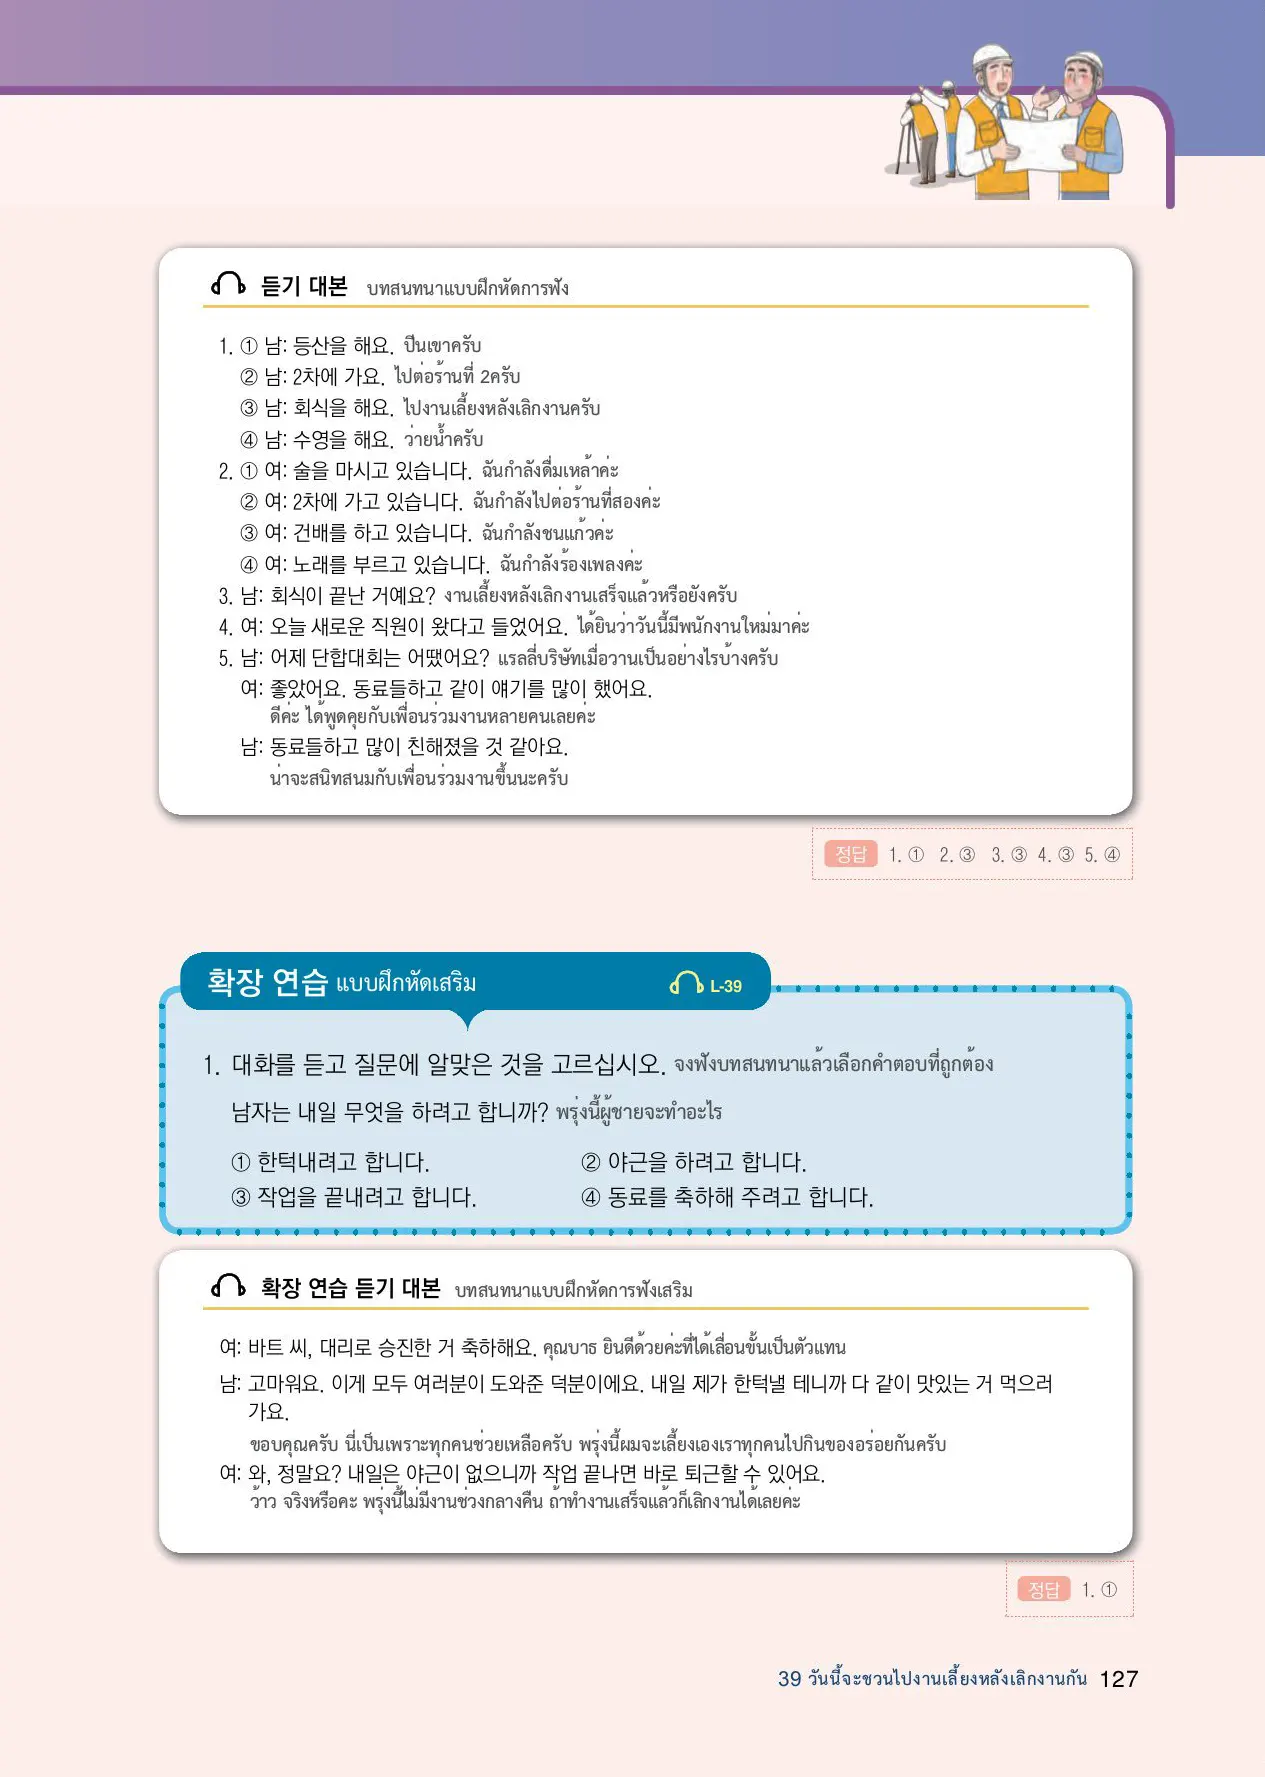 듣기 대본 บทสนทนาแบบฝึกหัดการฟัง
1. ① 남: 등산을 해요. ปีนเขาครับ
② 남: 2차에 가요. ไปต่อร้านที่ 2ครับ
③ 남: 회식을 해요. ไปงานเลี้ยงหลังเลิกงานครับ
④ 남: 수영을 해요. ว่ายน้ำครับ
2. ① 여: 술을 마시고 있습니다. ฉันกำลังดื่มเหล้าค่ะ
② 여: 2차에 가고 있습니다. ฉันกำลังไปต่อร้านที่สองค่ะ
③ 여: 건배를 하고 있습니다. ฉันกำลังชนแก้วค่ะ
④ 여: 노래를 부르고 있습니다. ฉันกำลังร้องเพลงค่ะ
3. 남: 회식이 끝난 거예요? งานเลี้ยงหลังเลิกงานเสร็จแล้วหรือยังครับ
4. 여: 오늘 새로운 직원이 왔다고 들었어요. ได้ยินว่าวันนี้มีพนักงานใหม่มาค่ะ
5. 남: 어제 단합대회는 어땠어요? แรลลี่บริษัทเมื่อวานเป็นอย่างไรบ้างครับ
여: 좋았어요. 동료들하고 같이 얘기를 많이 했어요.
ดีค่ะ ได้พูดคุยกับเพื่อนร่วมงานหลายคนเลยค่ะ
남: 동료들하고 많이 친해졌을 것 같아요.
น่าจะสนิทสนมกับเพื่อนร่วมงานขึ้นนะครับ
정답 1. ① 2. ③ 3. ③ 4. ③ 5. ④
확장 연습 แบบฝึกหัดเสริม L-39
1. 대화를 듣고 질문에 알맞은 것을 고르십시오. จงฟังบทสนทนาแล้วเลือกคำตอบที่ถูกต้อง
남자는 내일 무엇을 하려고 합니까? พรุ่งนี้ผู้ชายจะทำอะไร
① 한턱내려고 합니다. ② 야근을 하려고 합니다.
③ 작업을 끝내려고 합니다. ④ 동료를 축하해 주려고 합니다.
확장 연습 듣기 대본 บทสนทนาแบบฝึกหัดการฟังเสริม
여: 바트 씨, 대리로 승진한 거 축하해요. คุณบาธ ยินดีด้วยค่ะที่ได้เลื่อนขั้นเป็นตัวแทน
남: 고마워요. 이게 모두 여러분이 도와준 덕분이에요. 내일 제가 한턱낼 테니까 다 같이 맛있는 거 먹으러
가요.
ขอบคุณครับ นี่เป็นเพราะทุกคนช่วยเหลือครับ พรุ่งนี้ผมจะเลี้ยงเองเราทุกคนไปกินของอร่อยกันครับ
여: 와, 정말요? 내일은 야근이 없으니까 작업 끝나면 바로 퇴근할 수 있어요.
ว้าว จริงหรือคะ พรุ่งนี้ไม่มีงานช่วงกลางคืน ถ้าทำงานเสร็จแล้วก็เลิกงานได้เลยค่ะ
정답 1. ①
39 วันนี้จะชวนไปงานเลี้ยงหลังเลิกงานกัน 127